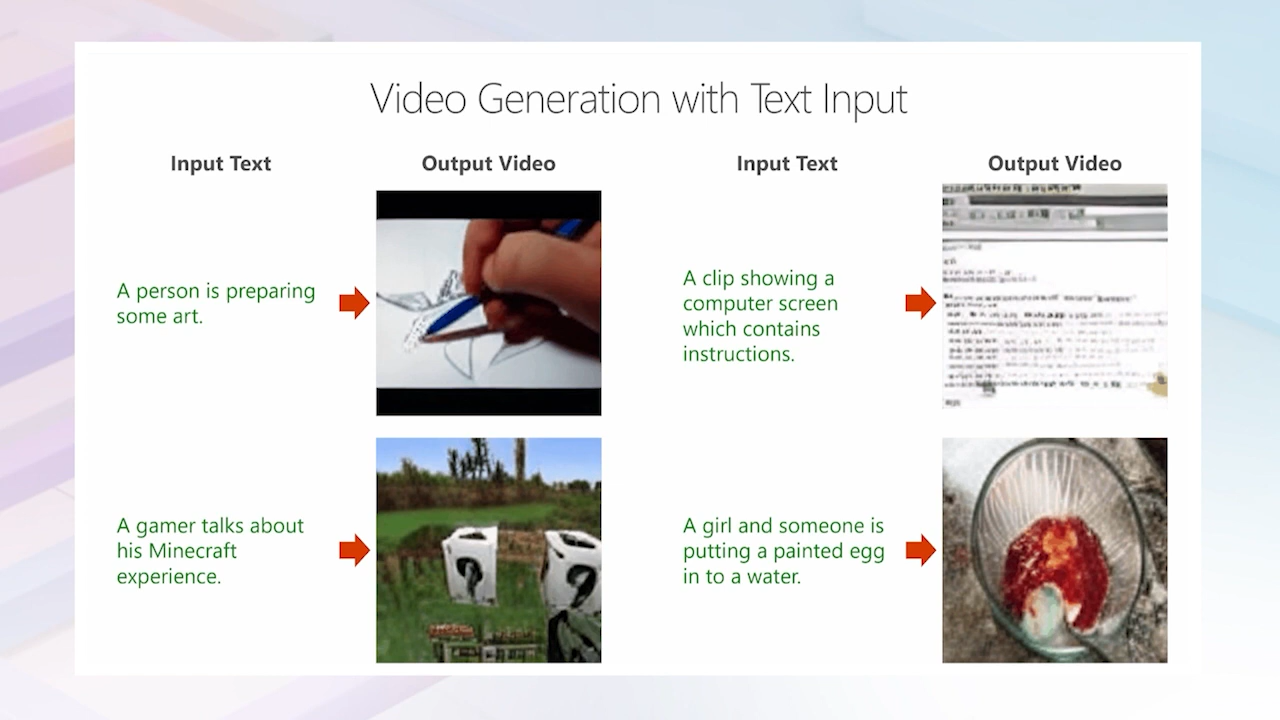 Video Generation with Text Input
Input Text
Output Video
Input Text
Output Video
A person is preparing
some art.
A clip showing a
computer screen
which contains
instructions.
A gamer talks about
his Minecraft
experience.
A girl and someone is
putting a painted egg
in to a water.